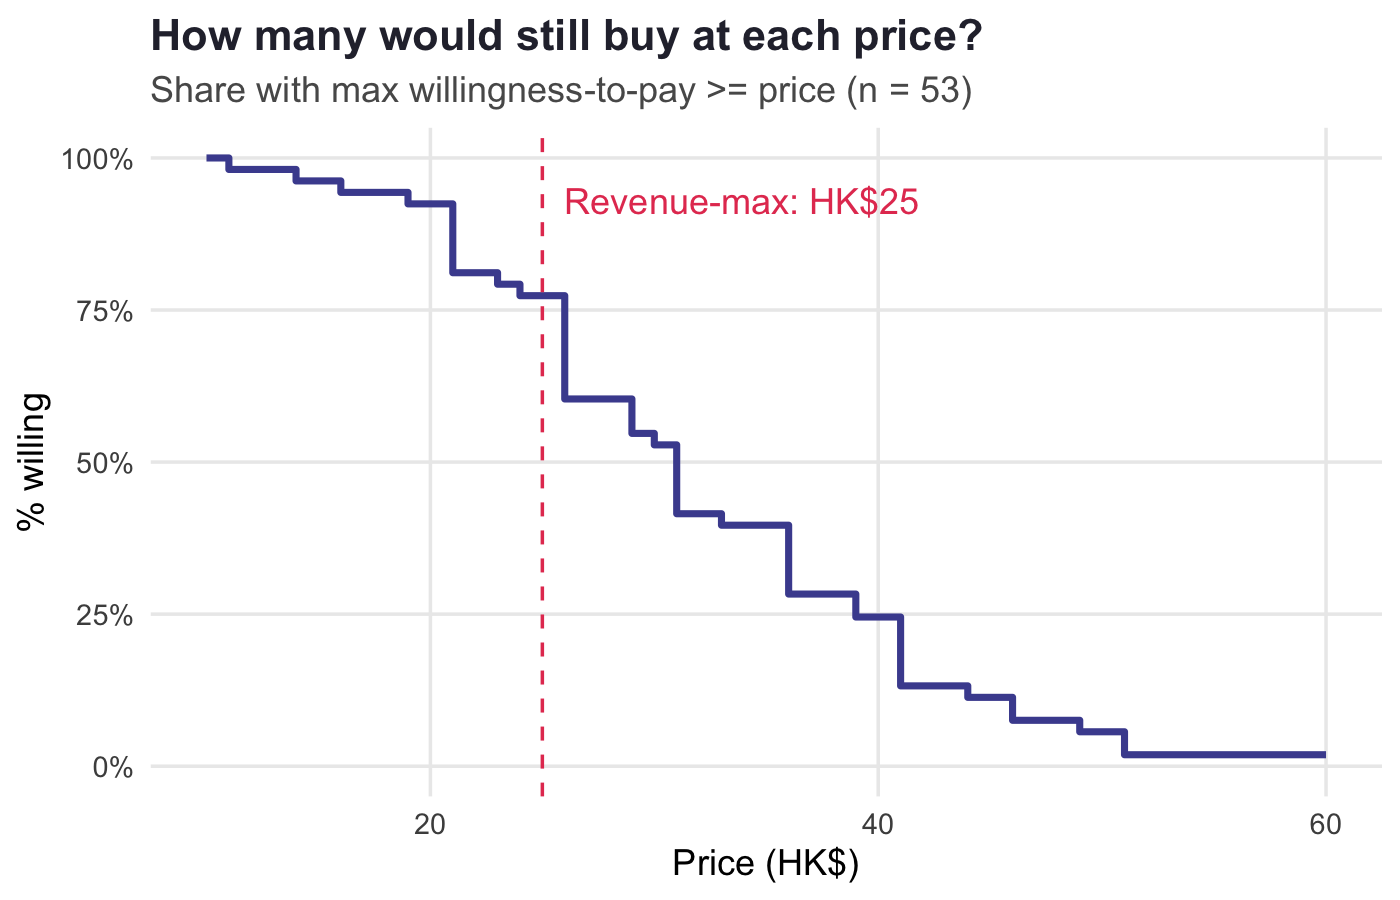 How many would still buy at each price?
Share with max willingness-to-pay >= price (n = 53)
100%
Revenue-max: HK$25
75%
50%
25%
0%
% willing
20
40
60
Price (HK$)